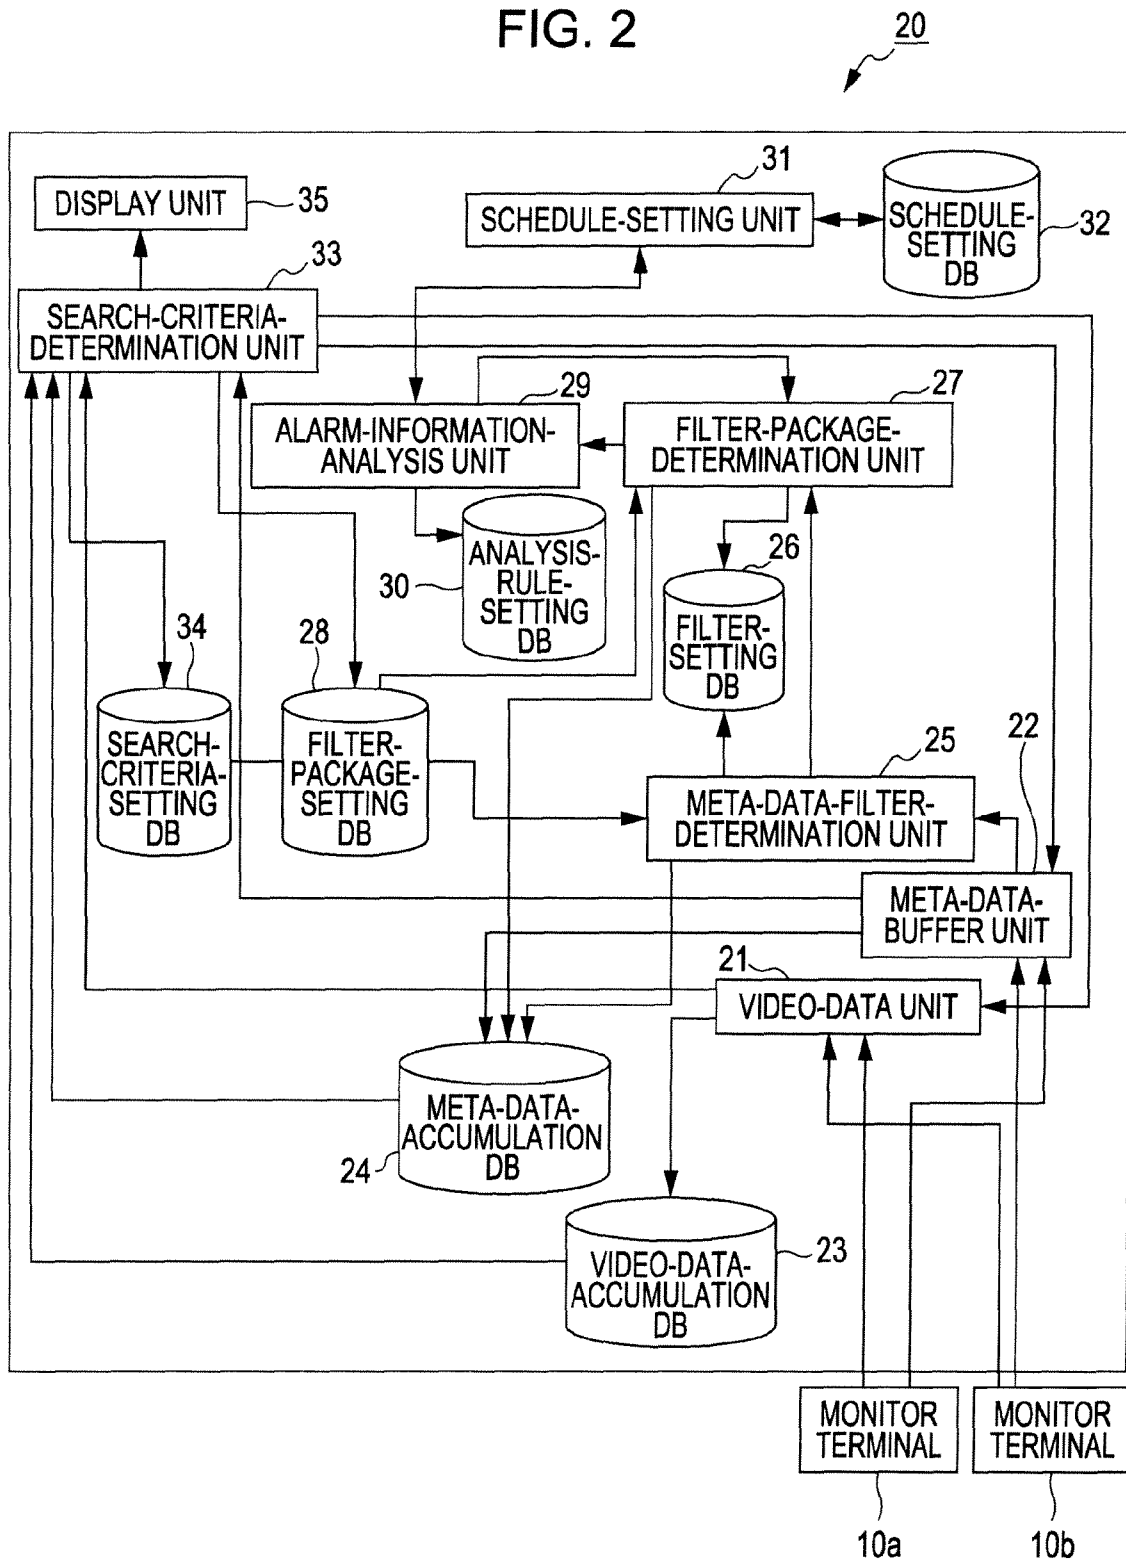 FIG. 2
20
DISPLAY UNIT
35
31
SCHEDULE-SETTING UNIT
SCHEDULE-
SETTING
DB
32
33
SEARCH-CRITERIA-
DETERMINATION UNIT
29
ALARM-INFORMATION-
ANALYSIS UNIT
27
FILTER-PACKAGE-
DETERMINATION UNIT
30
ANALYSIS-
RULE-
SETTING
DB
26
FILTER-
SETTING
DB
34
SEARCH-
CRITERIA-
SETTING
DB
28
FILTER-
PACKAGE-
SETTING
DB
25
META-DATA-FILTER-
DETERMINATION UNIT
22
META-DATA-
BUFFER UNIT
21
VIDEO-DATA UNIT
META-DATA-
ACCUMULATION
DB
24
VIDEO-DATA-
ACCUMULATION
DB
23
MONITOR
TERMINAL
10a
MONITOR
TERMINAL
10b